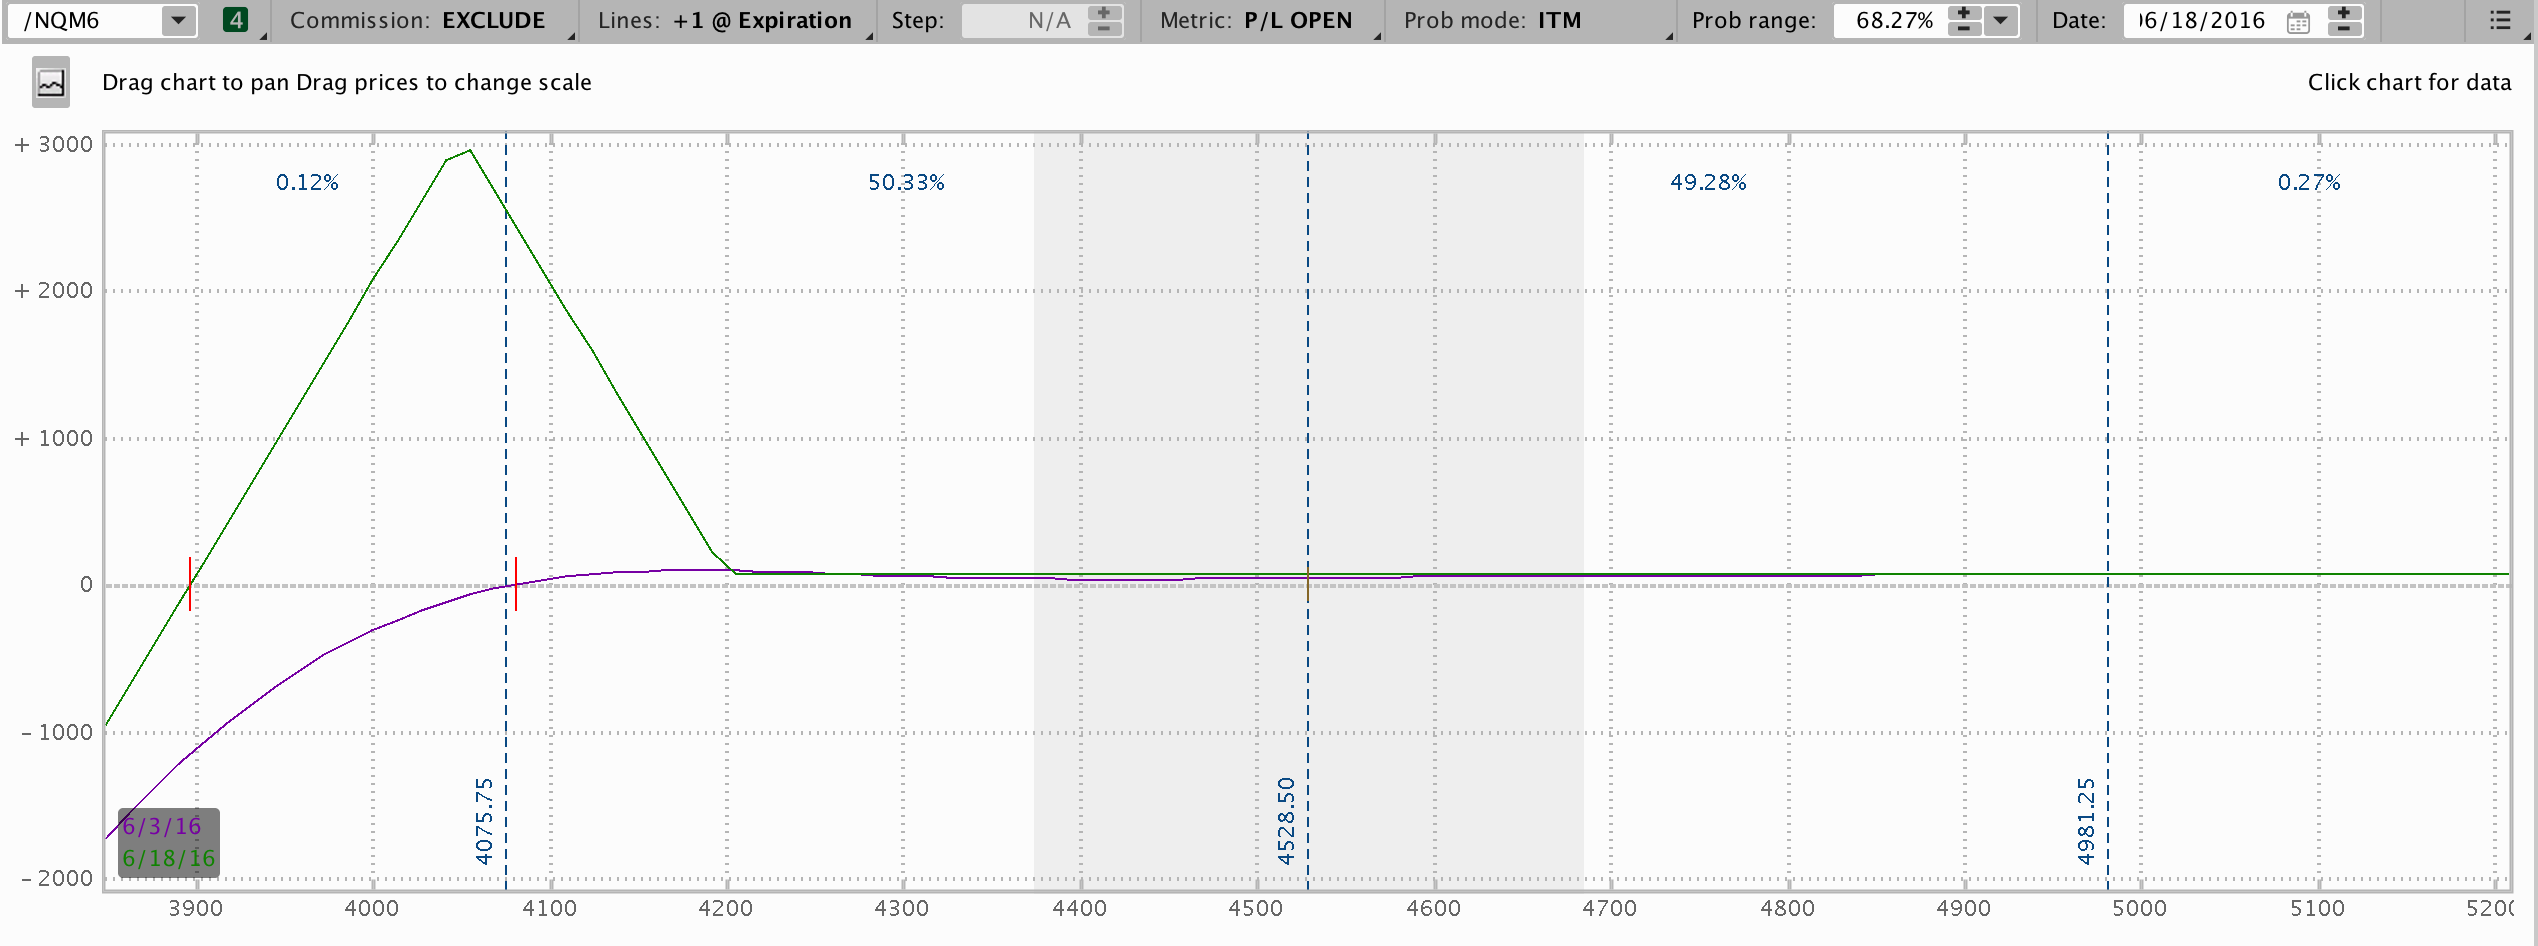 /NQM6 4 Commission: EXCLUDE Lines: +1 @ Expiration Step: N/A Metric: P/L OPEN Prob mode: ITM Prob range: 68.27% Date: 06/18/2016
Drag chart to pan Drag prices to change scale Click chart for data
+ 3000
0.12% 50.33% 49.28% 0.27%
+ 2000
+ 1000
0
- 1000
4075.75 4528.50 4981.25
6/3/16
6/18/16
- 2000
3900 4000 4100 4200 4300 4400 4500 4600 4700 4800 4900 5000 5100 5200